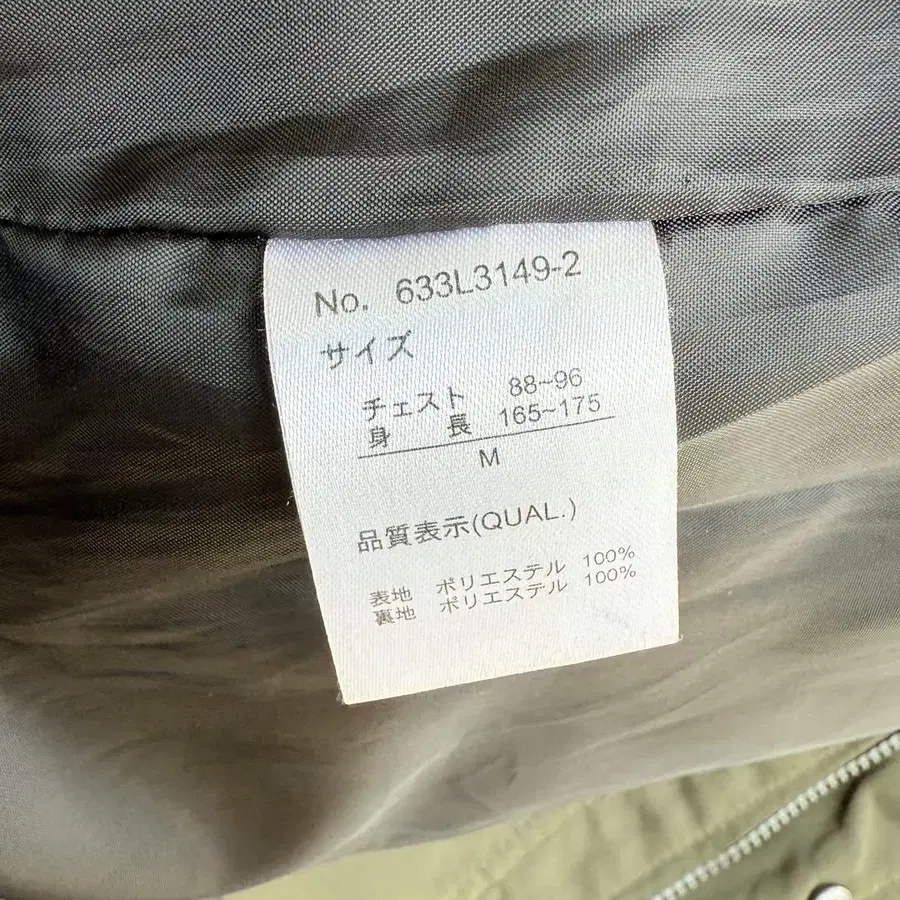 No. 633L3149-2
サイズ
チェスト 88~96
身 長 165~175
M
品質表示(QUAL.)
表地 ポリエステル 100%
裏地 ポリエステル 100%